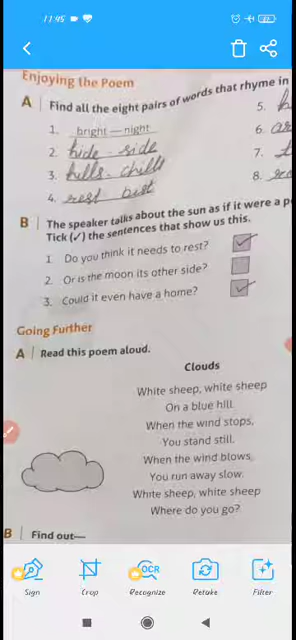 11:45
Enjoying the Poem
A | Find all the eight pairs of words that rhyme in
1. bright — night
2. hide - side
3. hills - chills
4. rest best
5.
6.
7.
8.
B | The speaker talks about the sun as if it were a p
Tick (✓) the sentences that show us this.
1 Do you think it needs to rest? ✓
2. Or is the moon its other side?
3. Could it even have a home? ✓
Going Further
A | Read this poem aloud.
Clouds
White sheep, white sheep
On a blue hill.
When the wind stops,
You stand still.
When the wind blows,
You run away slow.
White sheep, white sheep
Where do you go?
B | Find out—
OCR
Sign Crop Recognize Retake Filter